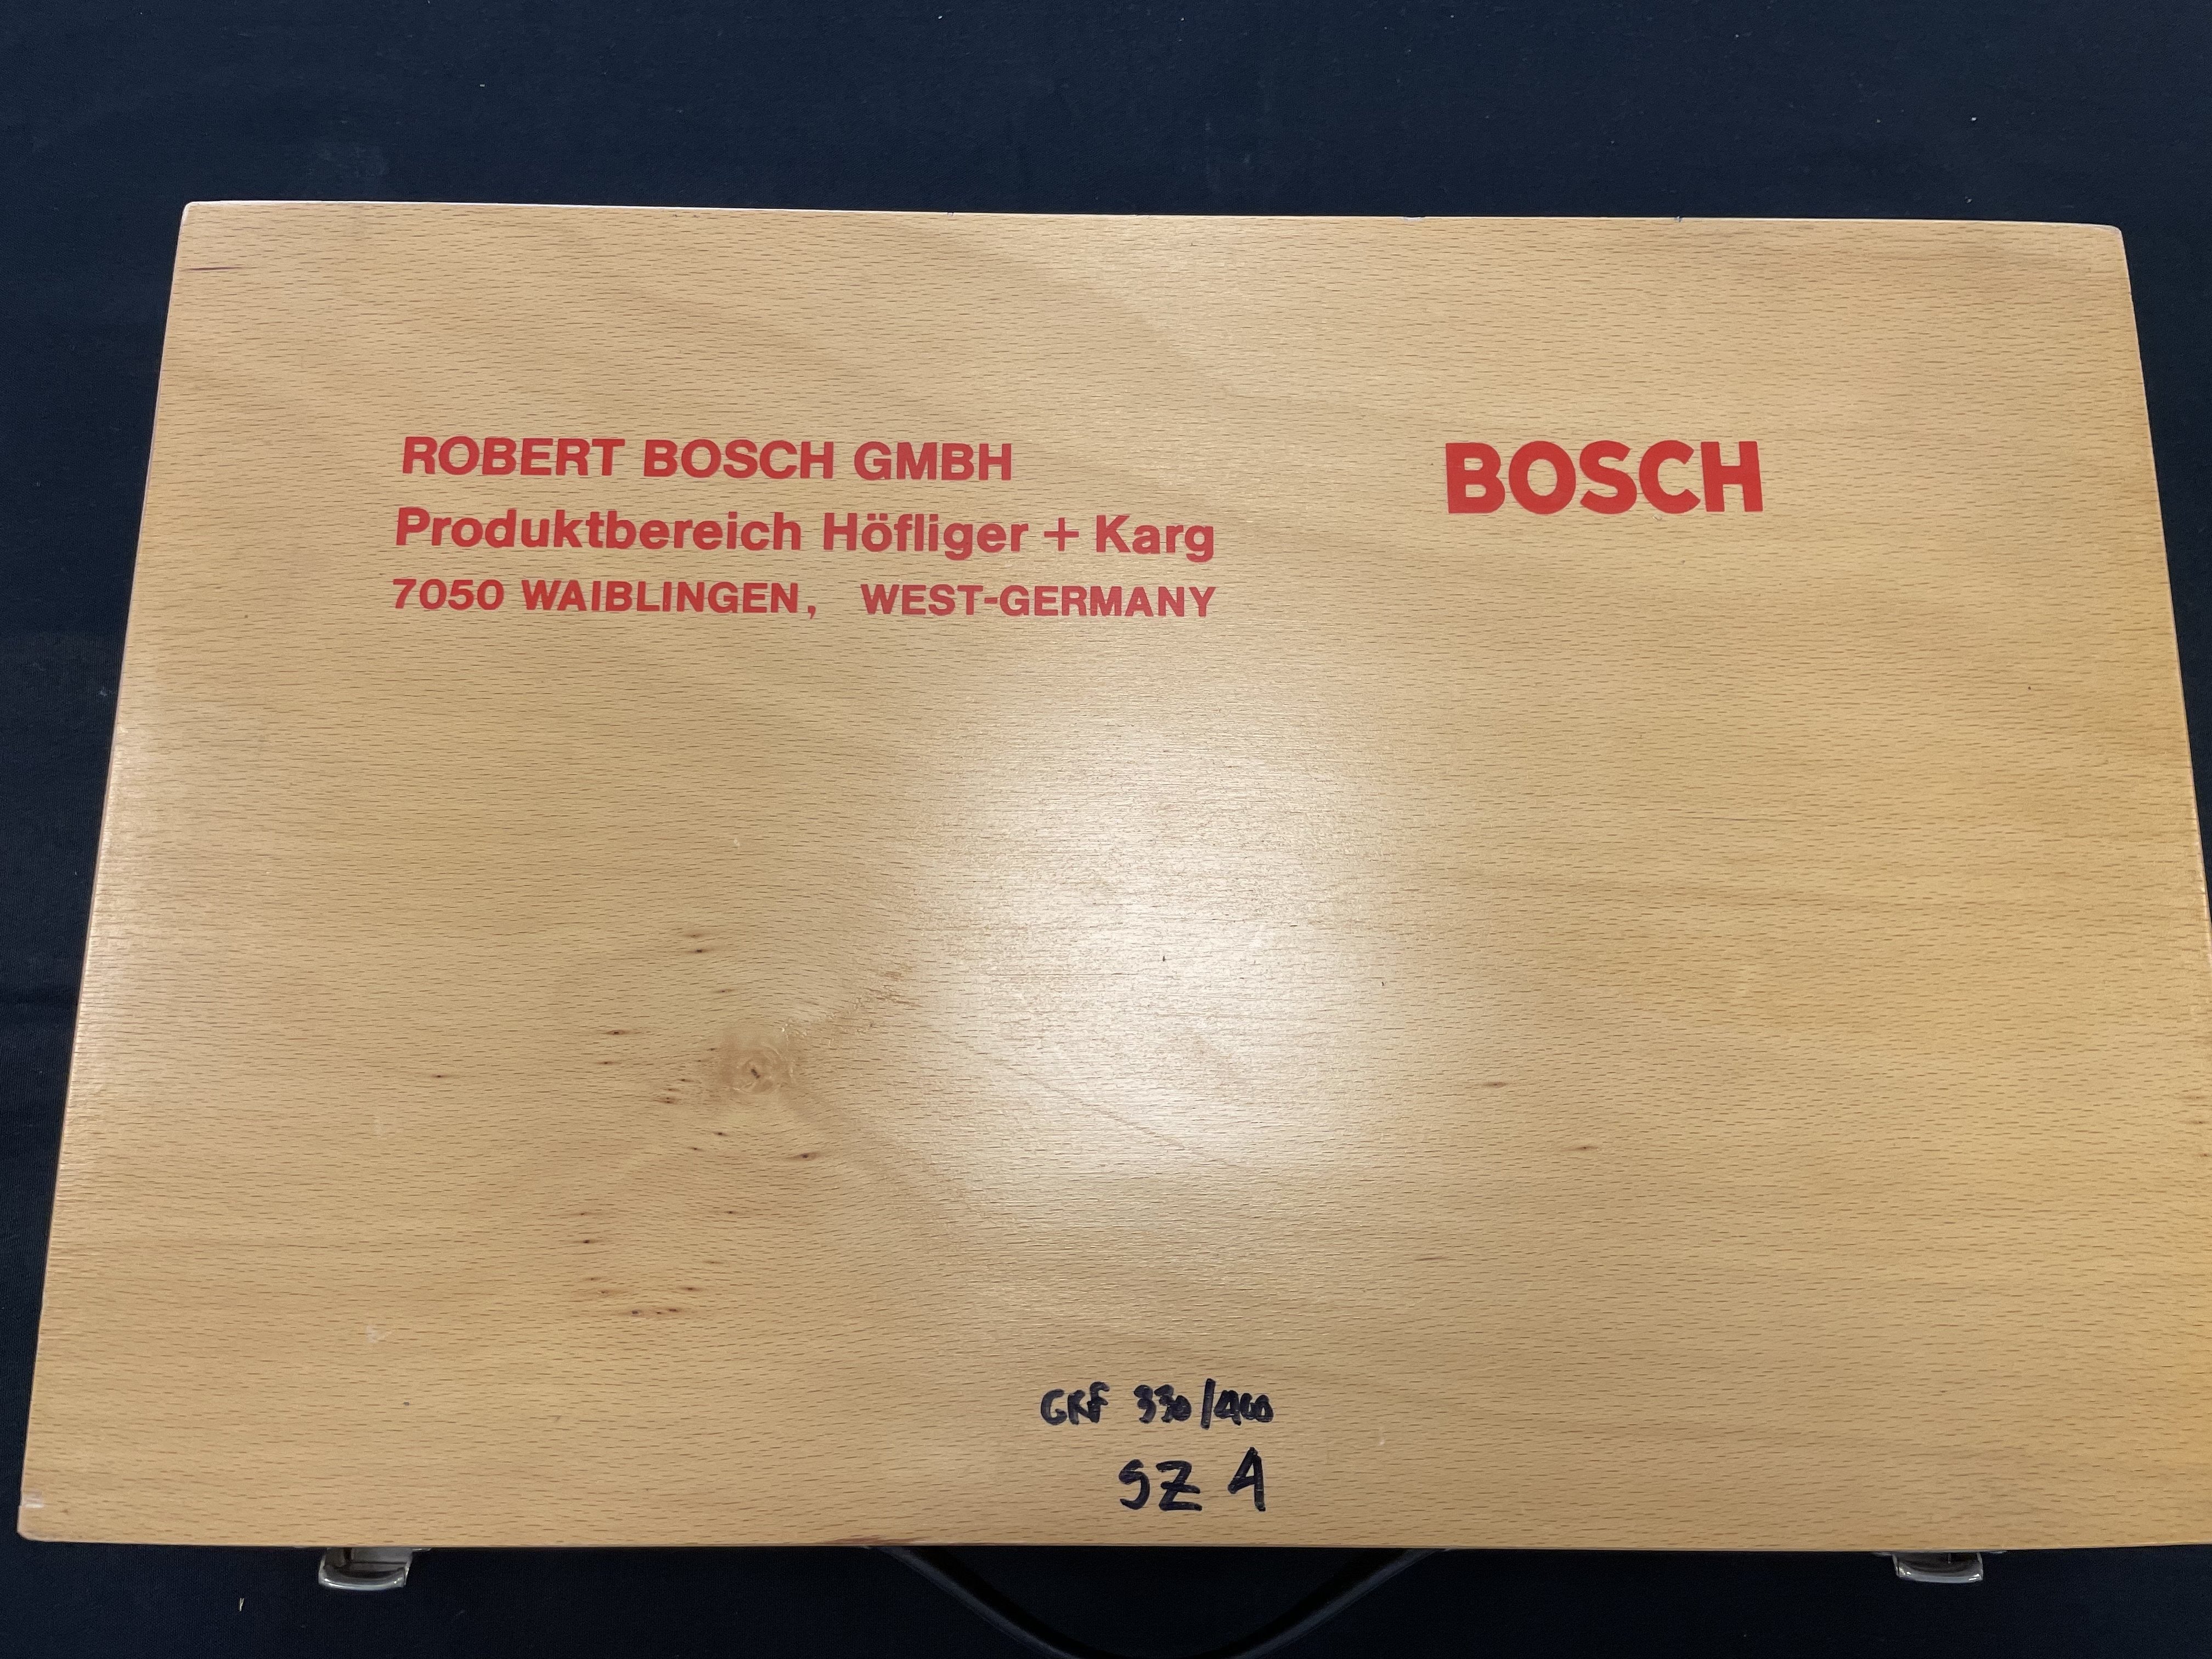 ROBERT BOSCH GMBH
Produktbereich Höfliger + Karg
7050 WAIBLINGEN, WEST-GERMANY
BOSCH
GKF 330/400
SZ 1